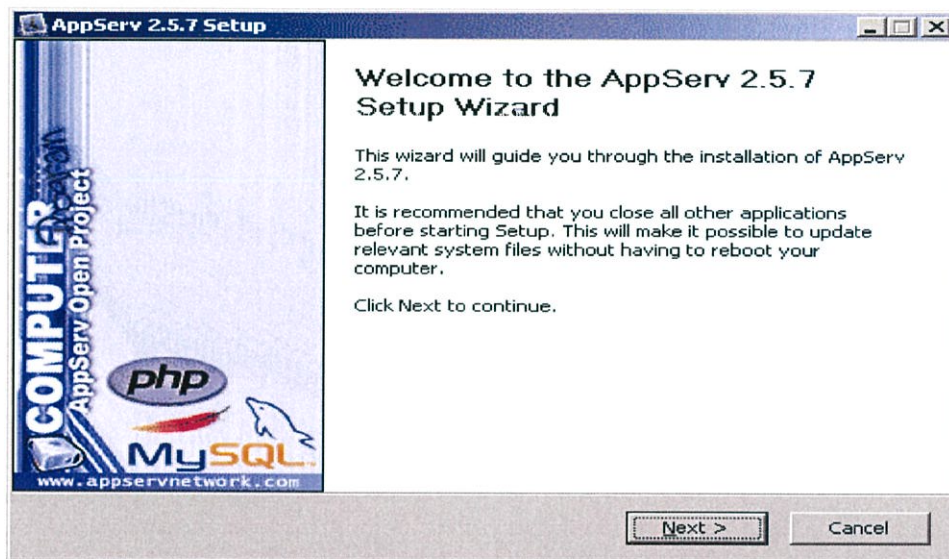 AppServ 2.5.7 Setup
Welcome to the AppServ 2.5.7
Setup Wizard
This wizard will guide you through the installation of AppServ
2.5.7.
It is recommended that you close all other applications
before starting Setup. This will make it possible to update
relevant system files without having to reboot your
computer.
Click Next to continue.
COMPUTER
AppServ Open Project
php
MySQL
www.appservnetwork.com
Next >
Cancel